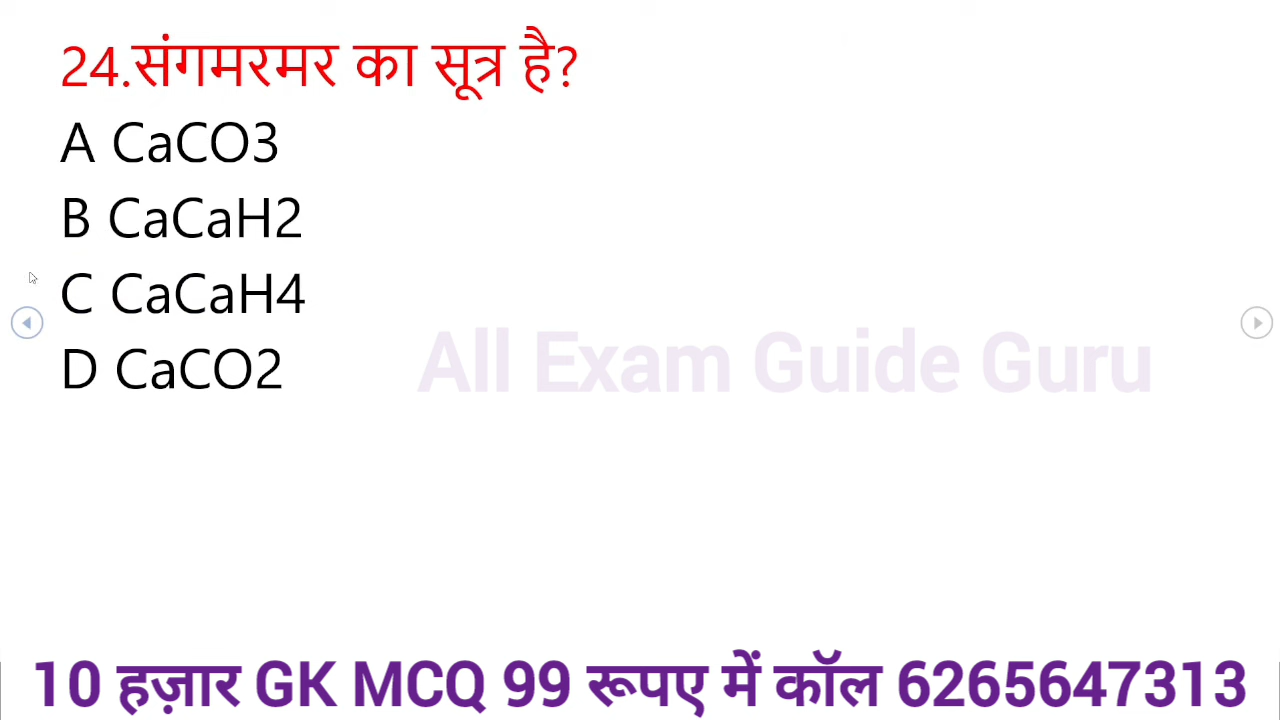 24.संगमरमर का सूत्र है?
A CaCO3
B CaCaH2
C CaCaH4
D CaCO2
All Exam Guide Guru
10 हज़ार GK MCQ 99 रूपए में कॉल 6265647313